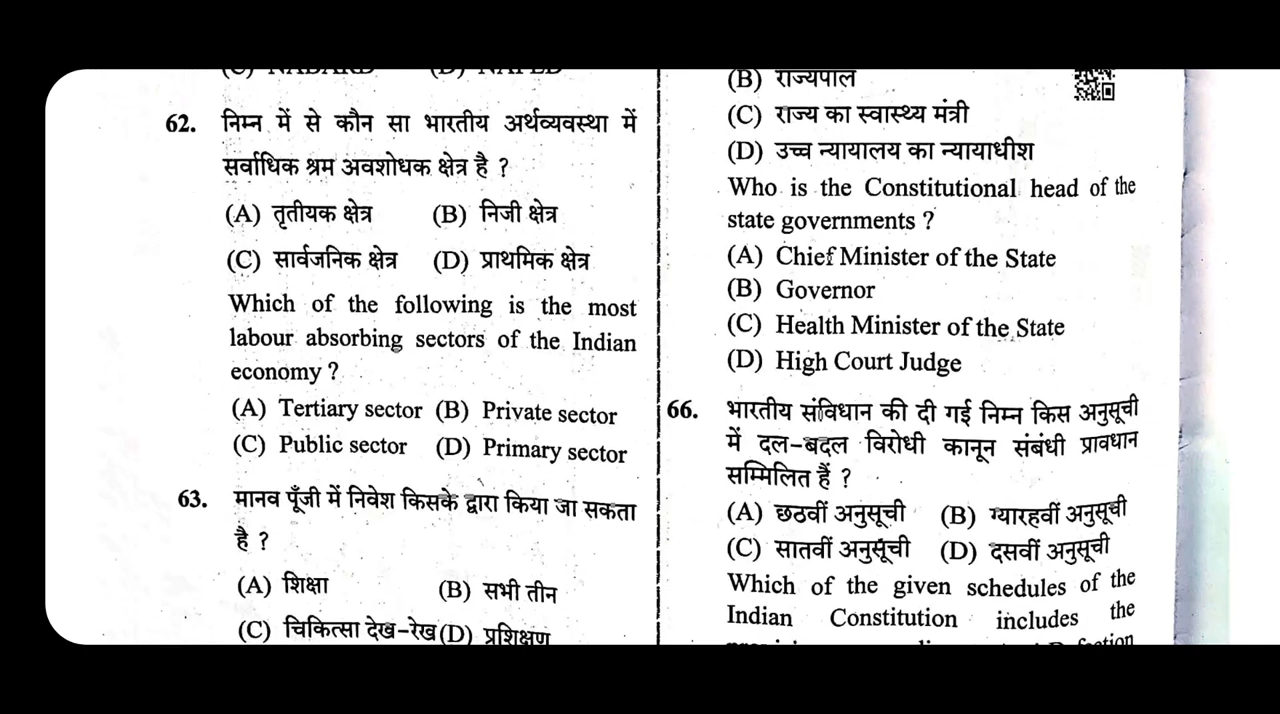 (C) NABARD (D) NAFED
62. निम्न में से कौन सा भारतीय अर्थव्यवस्था में
सर्वाधिक श्रम अवशोधक क्षेत्र है ?
(A) तृतीयक क्षेत्र (B) निजी क्षेत्र
(C) सार्वजनिक क्षेत्र (D) प्राथमिक क्षेत्र
Which of the following is the most
labour absorbing sectors of the Indian
economy ?
(A) Tertiary sector (B) Private sector
(C) Public sector (D) Primary sector
63. मानव पूँजी में निवेश किसके द्वारा किया जा सकता
है ?
(A) शिक्षा (B) सभी तीन
(C) चिकित्सा देख-रेख (D) प्रशिक्षण
(B) राज्यपाल
(C) राज्य का स्वास्थ्य मंत्री
(D) उच्च न्यायालय का न्यायाधीश
Who is the Constitutional head of the
state governments ?
(A) Chief Minister of the State
(B) Governor
(C) Health Minister of the State
(D) High Court Judge
66. भारतीय संविधान की दी गई निम्न किस अनुसूची
में दल-बदल विरोधी कानून संबंधी प्रावधान
सम्मिलित हैं ?
(A) छठवीं अनुसूची (B) ग्यारहवीं अनुसूची
(C) सातवीं अनुसूची (D) दसवीं अनुसूची
Which of the given schedules of the
Indian Constitution includes the